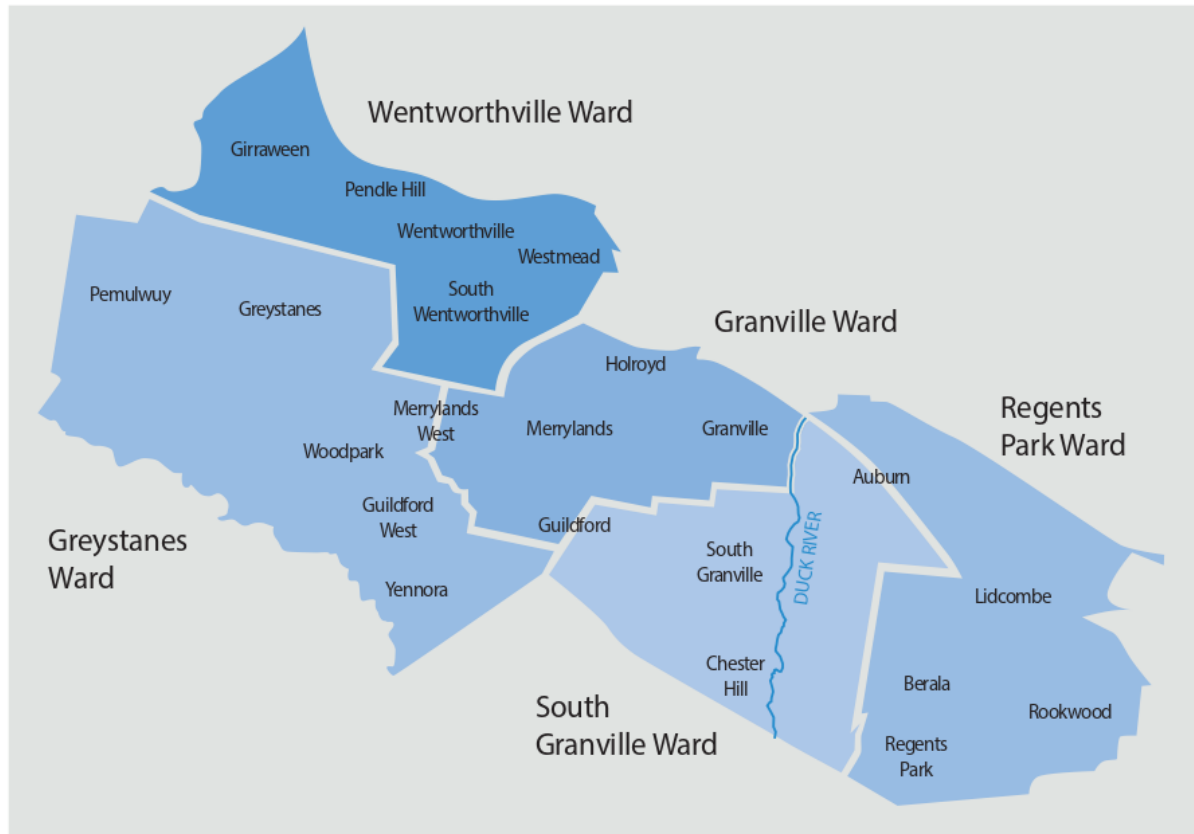 Wentworthville Ward
Girraween
Pendle Hill
Wentworthville
Westmead
South
Wentworthville
Pemulwuy
Greystanes
Granville Ward
Holroyd
Merrylands
West
Merrylands
Granville
Woodpark
Regents
Park Ward
Auburn
Guildford
West
Guildford
Greystanes
Ward
Yennora
South
Granville
DUCK RIVER
Lidcombe
Chester
Hill
Berala
Rookwood
South
Granville Ward
Regents
Park